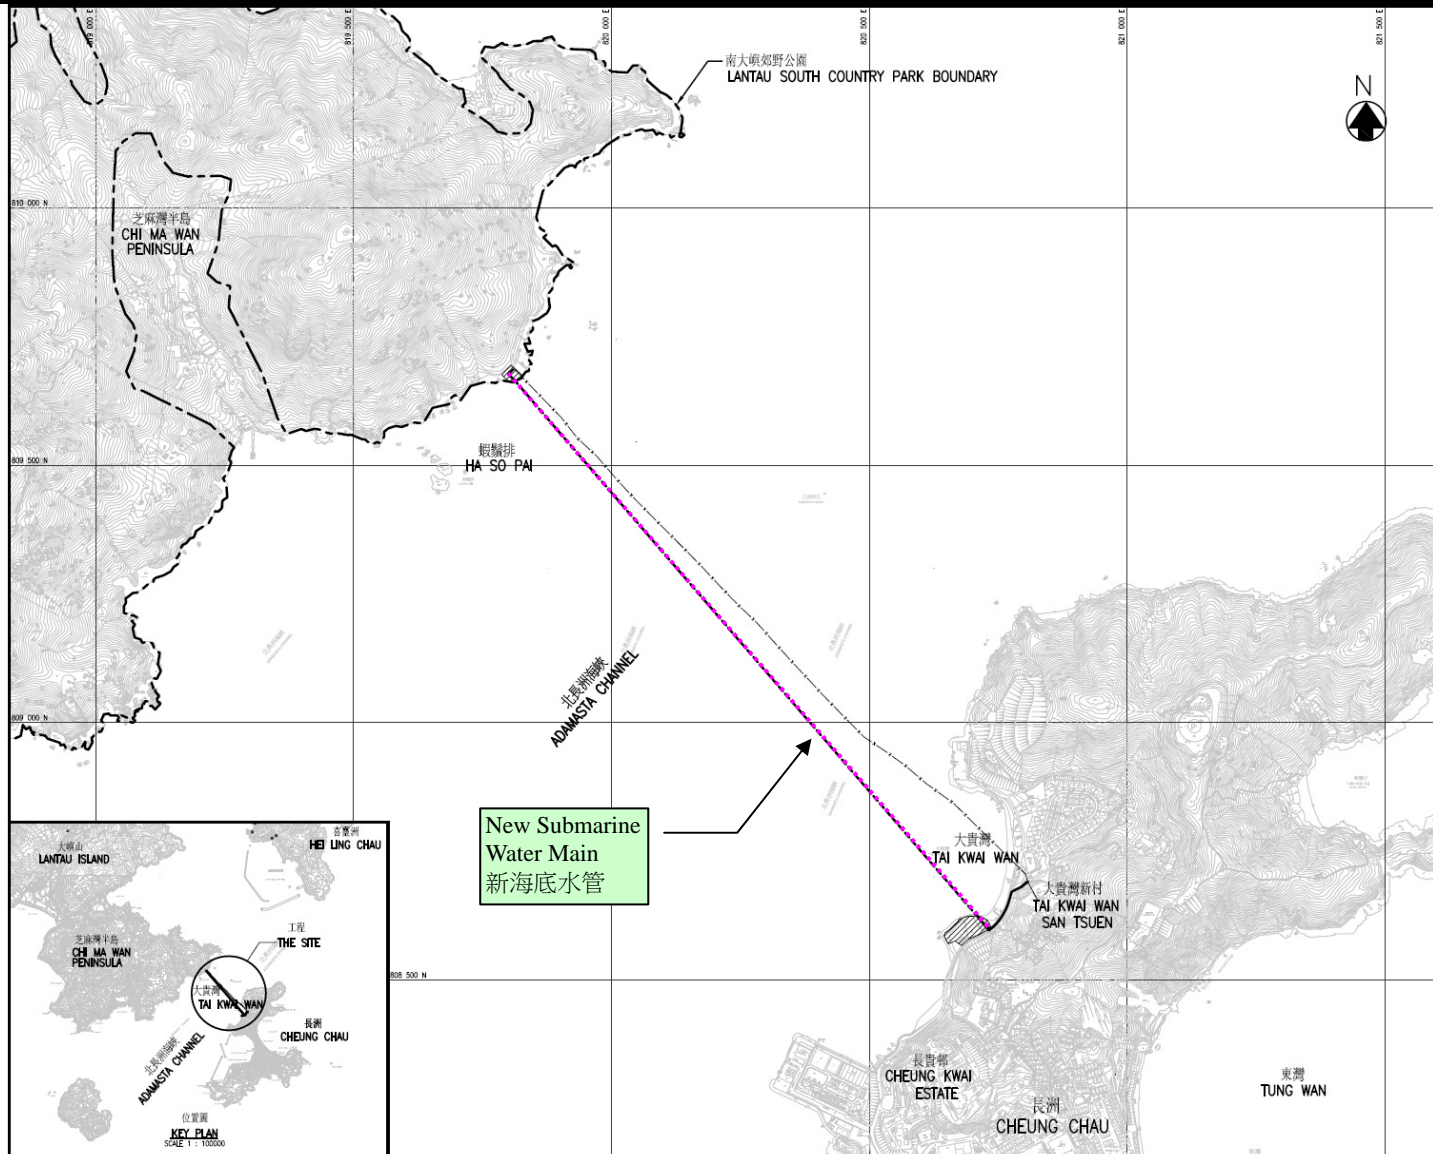 819 000 E
819 500 E
820 000 E
820 500 E
821 000 E
821 500 E
南大嶼郊野公園
LANTAU SOUTH COUNTRY PARK BOUNDARY
N
810 000 N
芝麻灣半島
CHI MA WAN
PENINSULA
蝦鬚排
HA SO PAI
809 500 N
北長洲海峽
ADAMASTA CHANNEL
809 000 N
New Submarine
Water Main
新海底水管
大貴灣
TAI KWAI WAN
大貴灣新村
TAI KWAI WAN
SAN TSUEN
808 500 N
長貴邨
CHEUNG KWAI
ESTATE
長洲
CHEUNG CHAU
東灣
TUNG WAN
大嶼山
LANTAU ISLAND
喜靈洲
HEI LING CHAU
工程
THE SITE
芝麻灣半島
CHI MA WAN
PENINSULA
大貴灣
TAI KWAI WAN
長洲
CHEUNG CHAU
北長洲海峽
ADAMASTA CHANNEL
位置圖
KEY PLAN
SCALE 1 : 100000